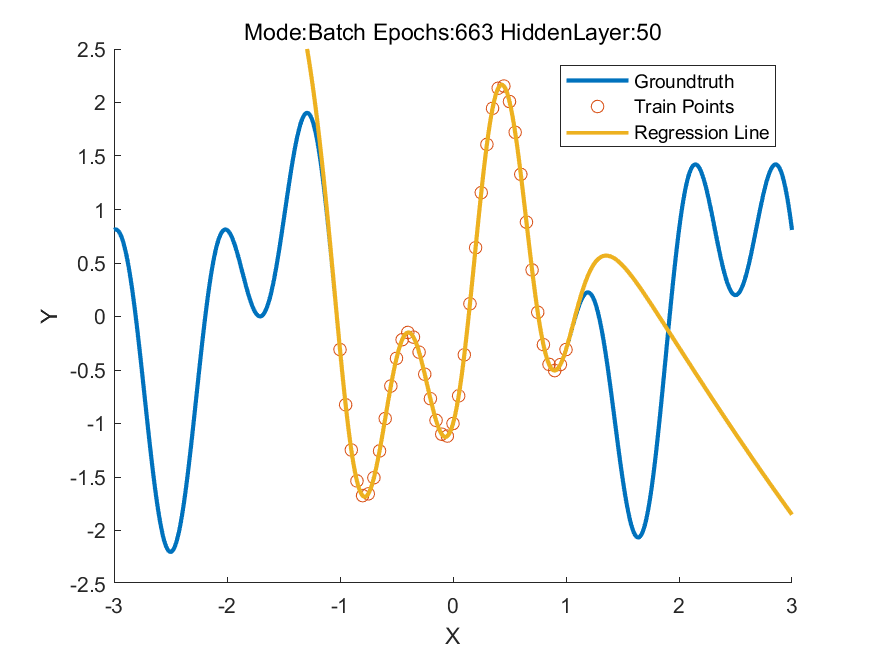 Mode:Batch Epochs:663 HiddenLayer:50
Groundtruth
Train Points
Regression Line
2.5
2
1.5
1
0.5
0
-0.5
-1
-1.5
-2
-2.5
Y
-3 -2 -1 0 1 2 3
X